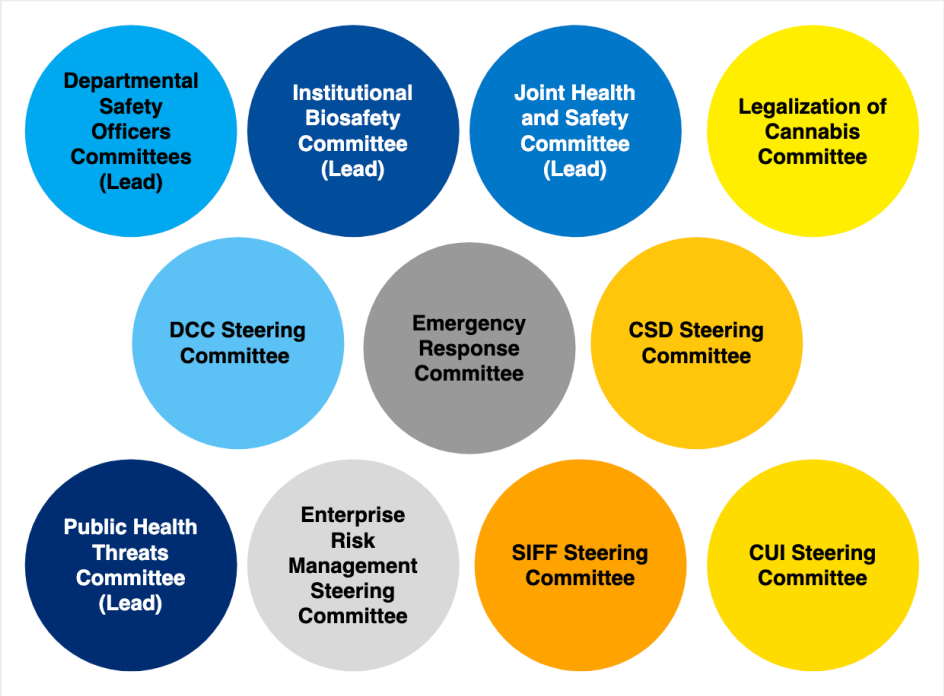 Departmental
Safety
Officers
Committees
(Lead)
Institutional
Biosafety
Committee
(Lead)
Joint Health
and Safety
Committee
(Lead)
Legalization of
Cannabis
Committee
DCC Steering
Committee
Emergency
Response
Committee
CSD Steering
Committee
Public Health
Threats
Committee
(Lead)
Enterprise
Risk
Management
Steering
Committee
SIFF Steering
Committee
CUI Steering
Committee